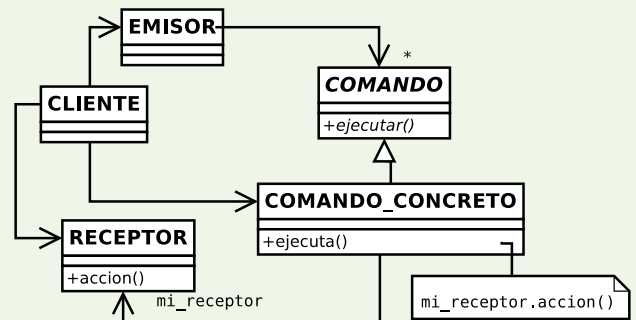 EMISOR
*
COMANDO
+ejecutar()
CLIENTE
COMANDO_CONCRETO
+ejecuta()
RECEPTOR
+accion()
mi_receptor
mi_receptor.accion()